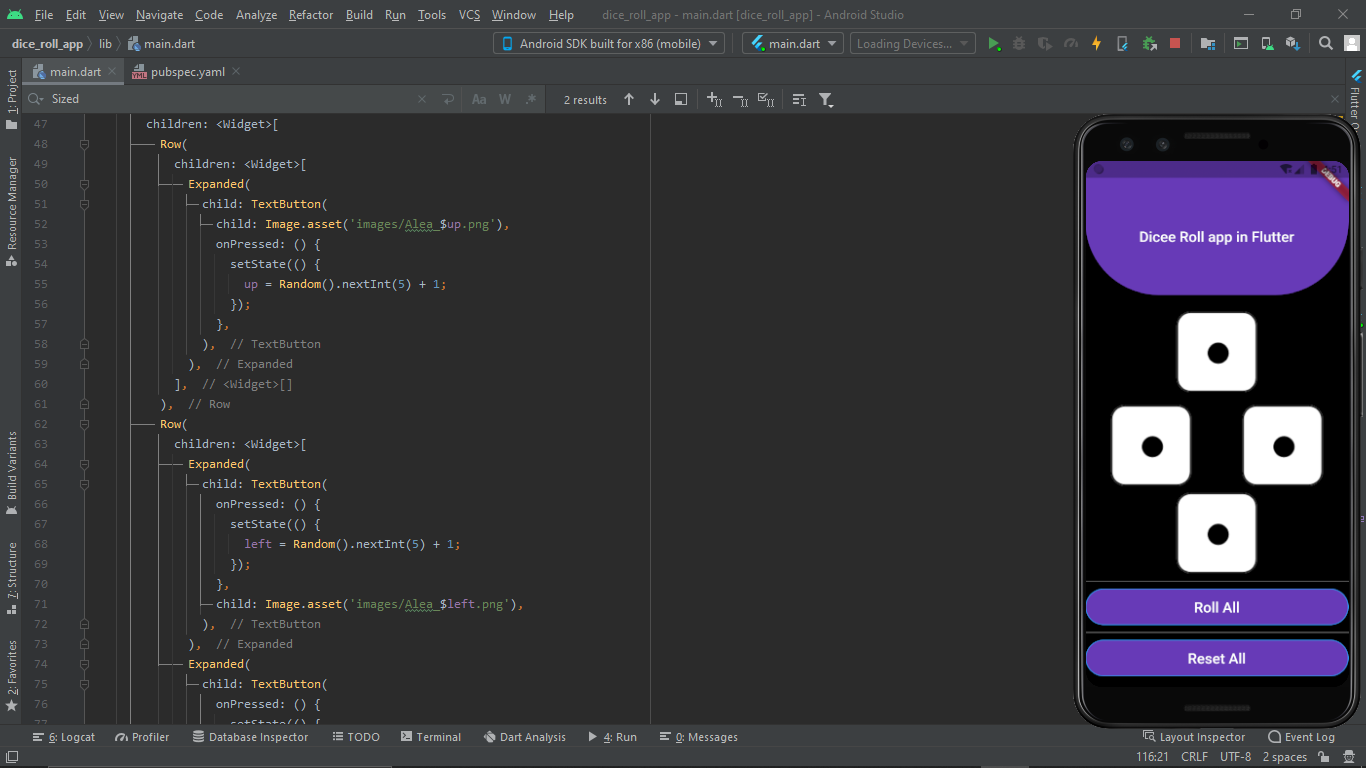 File Edit View Navigate Code Analyze Refactor Build Run Tools VCS Window Help dice_roll_app - main.dart [dice_roll_app] - Android Studio
dice_roll_app lib main.dart Android SDK built for x86 (mobile) main.dart Loading Devices...
main.dart pubspec.yaml
Sized Aa W .* 2 results
1: Project
Resource Manager
Build Variants
7: Structure
2: Favorites
47 children: <Widget>[
48 Row(
49 children: <Widget>[
50 Expanded(
51 child: TextButton(
52 child: Image.asset('images/Alea_$up.png'),
53 onPressed: () {
54 setState(() {
55 up = Random().nextInt(5) + 1;
56 });
57 },
58 ), // TextButton
59 ), // Expanded
60 ], // <Widget>[]
61 ), // Row
62 Row(
63 children: <Widget>[
64 Expanded(
65 child: TextButton(
66 onPressed: () {
67 setState(() {
68 left = Random().nextInt(5) + 1;
69 });
70 },
71 child: Image.asset('images/Alea_$left.png'),
72 ), // TextButton
73 ), // Expanded
74 Expanded(
75 child: TextButton(
76 onPressed: () {
77 setState(() {
Flutter
DEBUG
Dicee Roll app in Flutter
Roll All
Reset All
6: Logcat Profiler Database Inspector TODO Terminal Dart Analysis 4: Run 0: Messages Layout Inspector Event Log
116:21 CRLF UTF-8 2 spaces